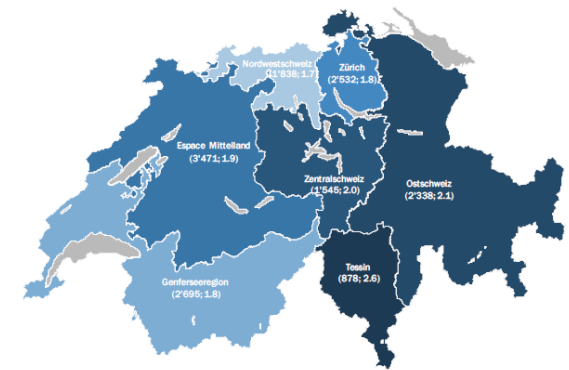 Nordwestschweiz
(1'838; 1.7)
Zürich
(2'532; 1.8)
Espace Mittelland
(3'471; 1.9)
Zentralschweiz
(1'545; 2.0)
Ostschweiz
(2'338; 2.1)
Tessin
(878; 2.6)
Genferseeregion
(2'695; 1.8)